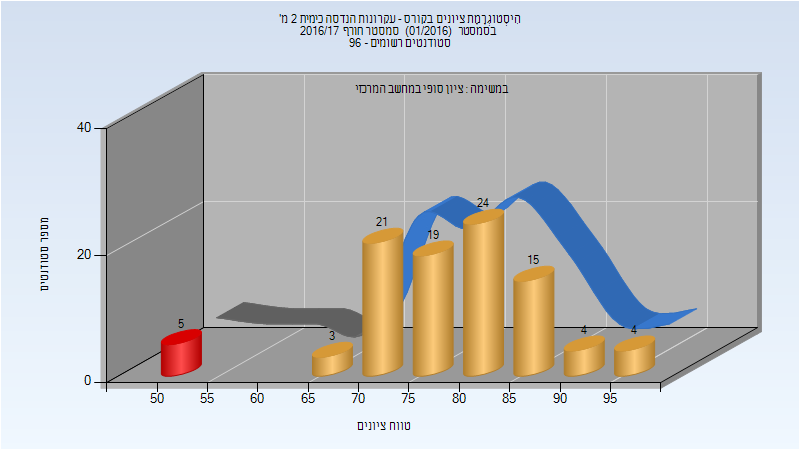 היסטוגרמת ציונים בקורס - עקרונות הנדסה כימית 2 מ'
בסמסטר (01/2016) סמסטר חורף 2016/17
סטודנטים רשומים - 96
במשימה : ציון סופי במחשב המרכזי
מספר סטודנטים
40
20
0
5
3
21
19
24
15
4
4
50 55 60 65 70 75 80 85 90 95
טווח ציונים